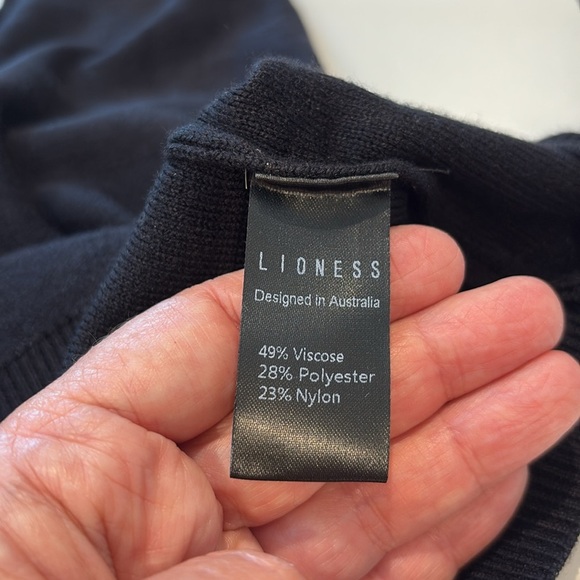 LIONESS
Designed in Australia
49% Viscose
28% Polyester
23% Nylon